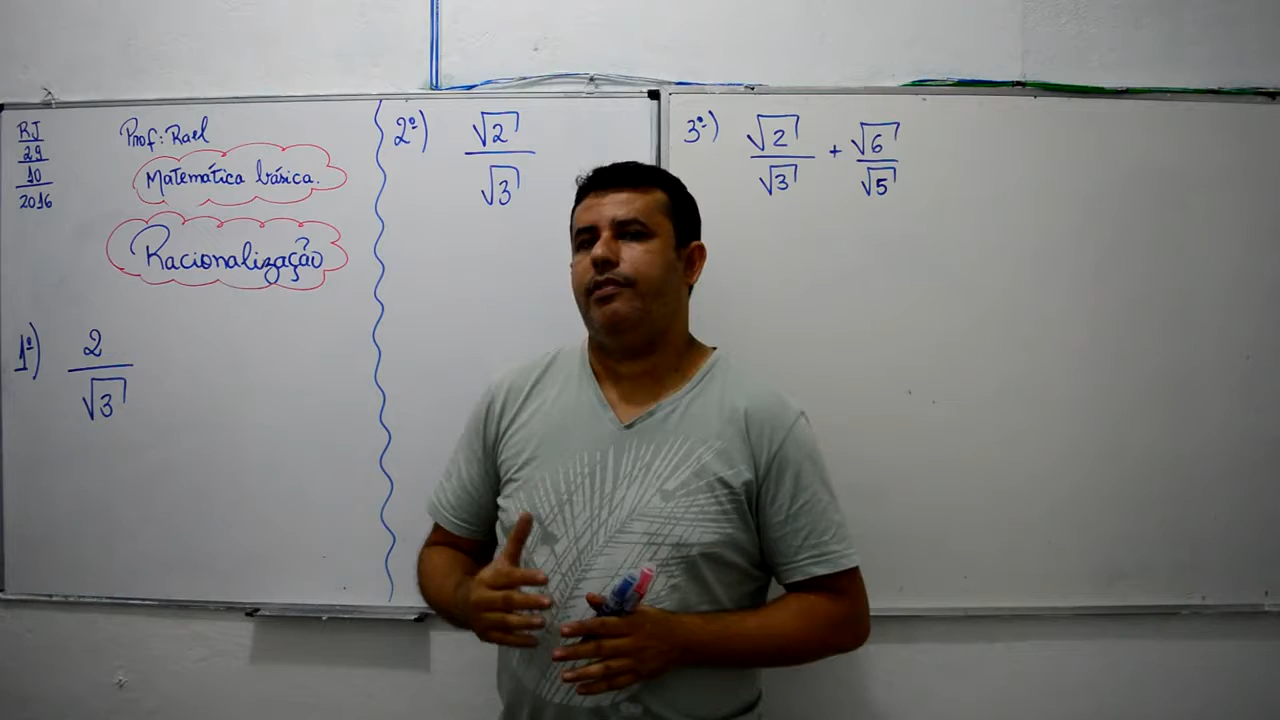 RJ
29
10
2016
Prof: Rael
Matemática básica.
Racionalização
1º) 2
√3
2º) √2
√3
3º) √2/√3 + √6/√5